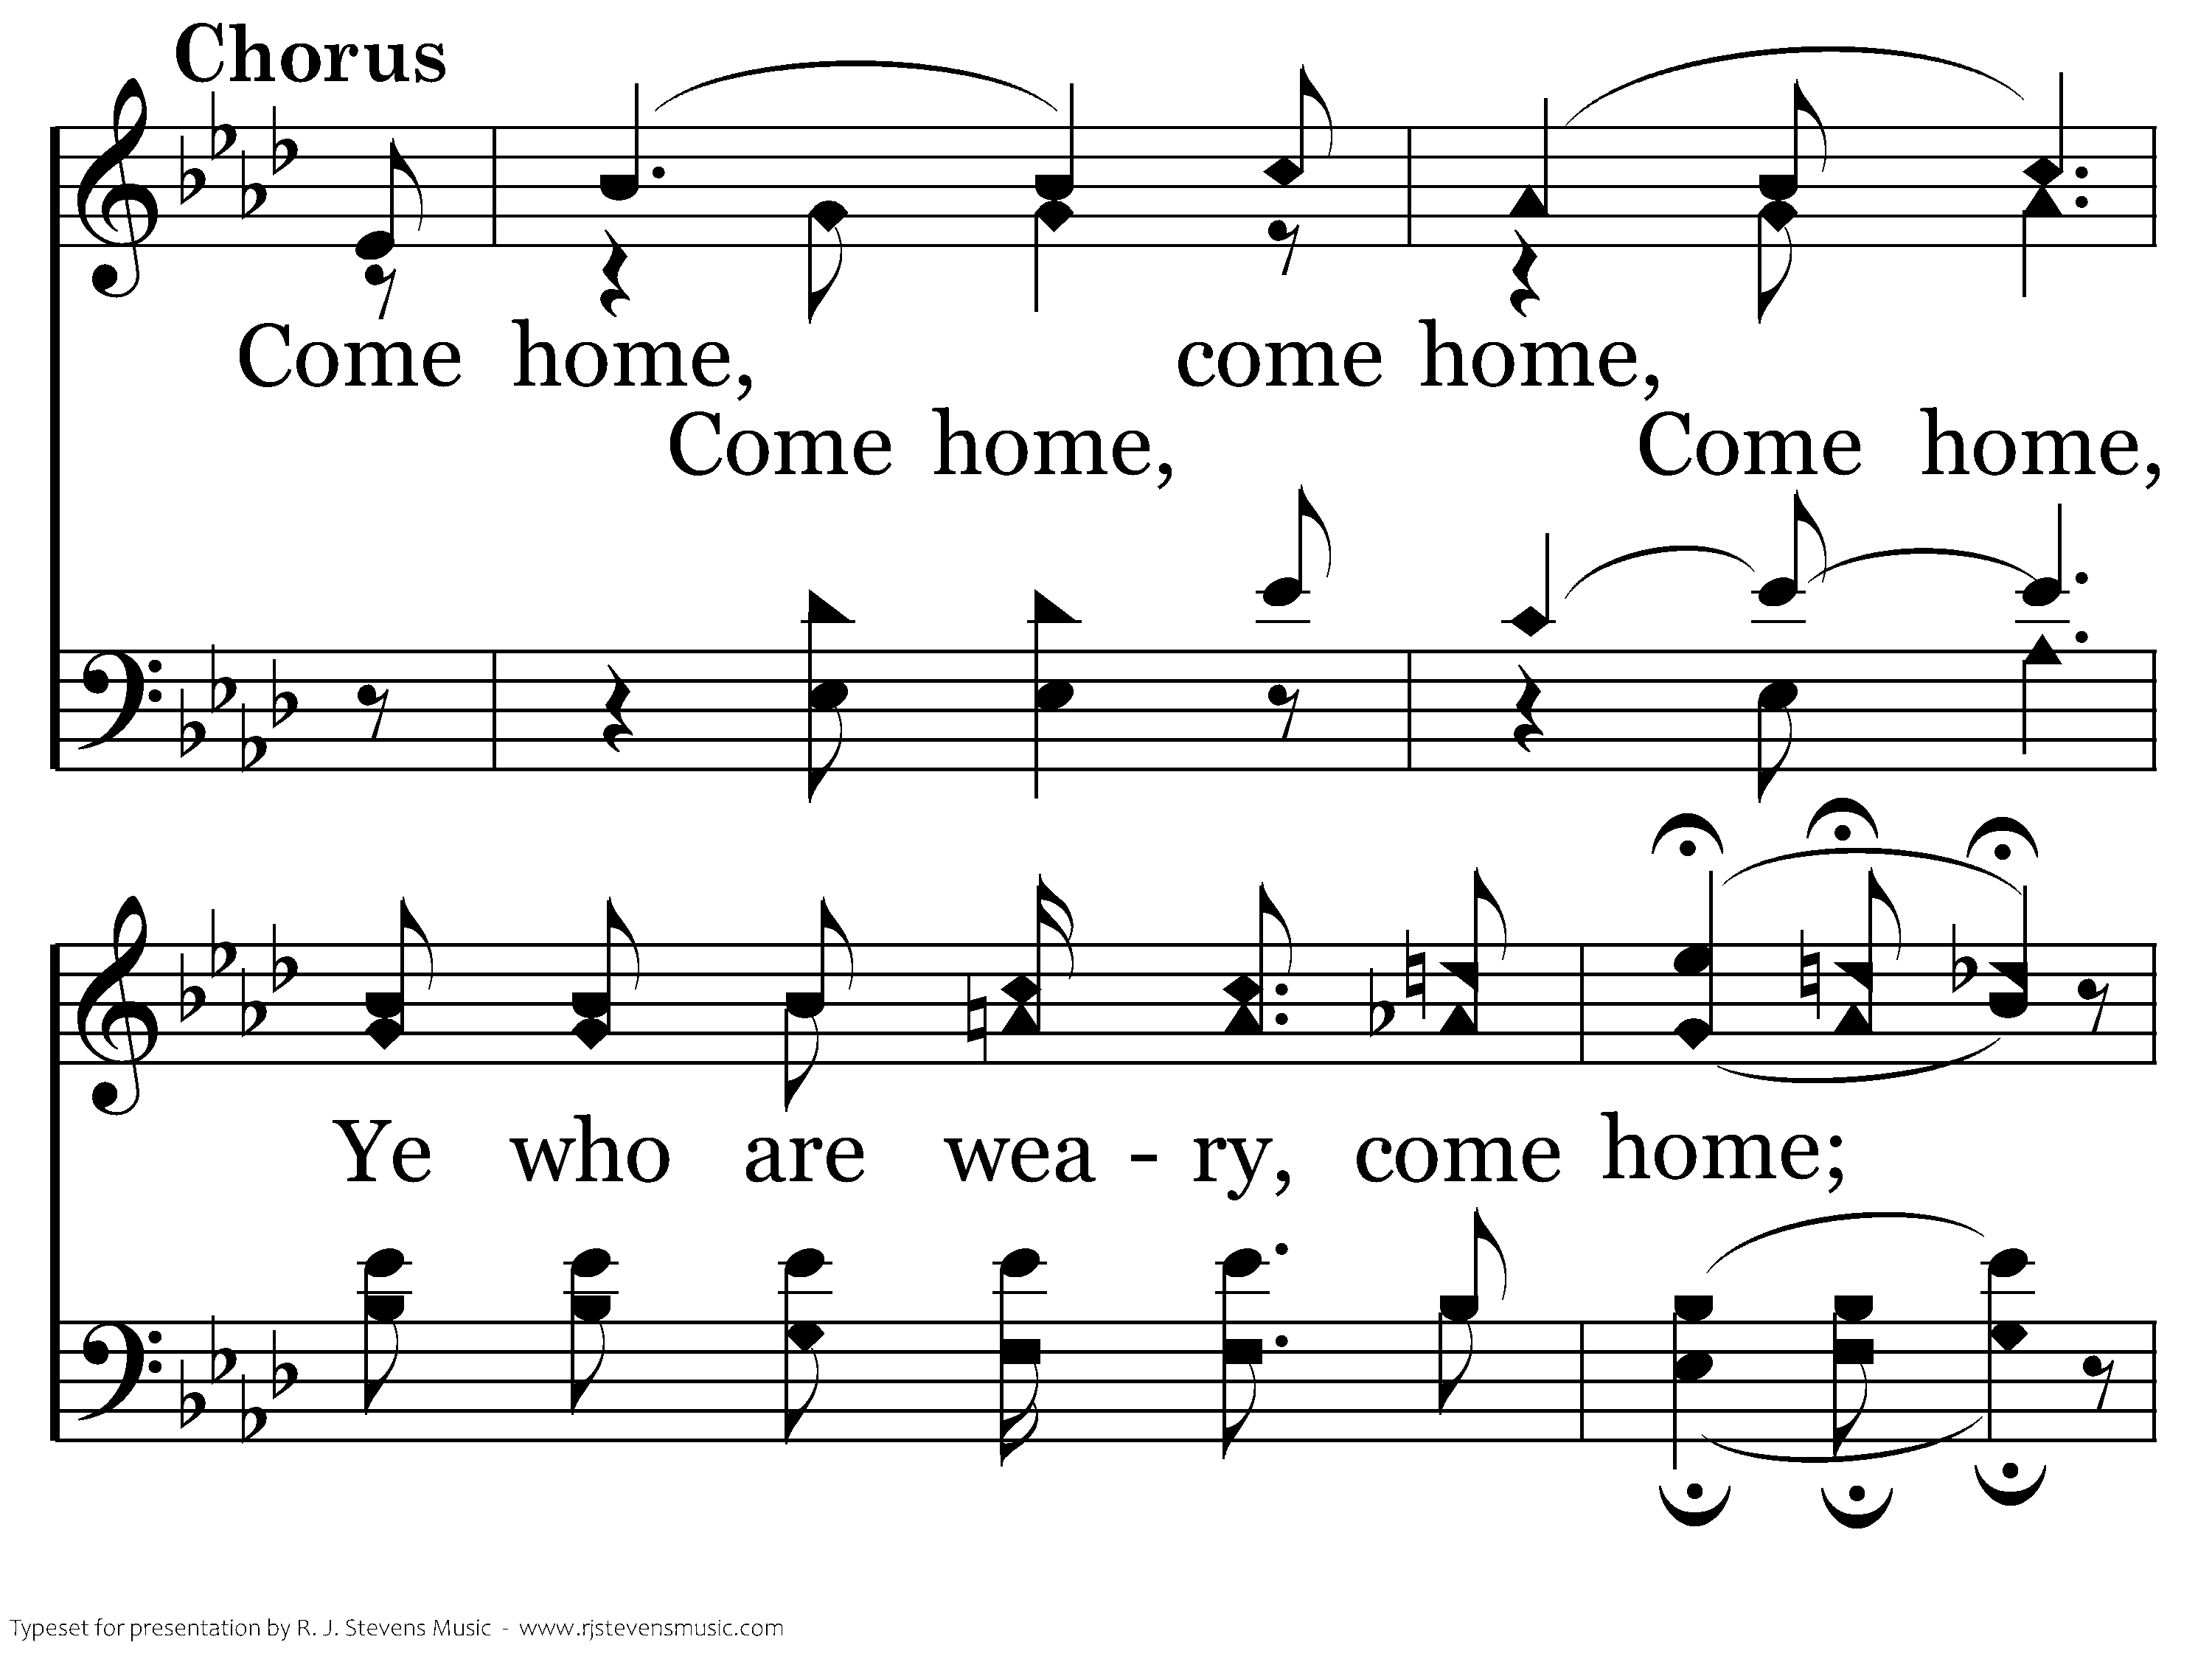 Chorus
Come home, come home,
Come home, Come home,
Ye who are wea - ry, come home;
Typeset for presentation by R. J. Stevens Music - www.rjstevensmusic.com